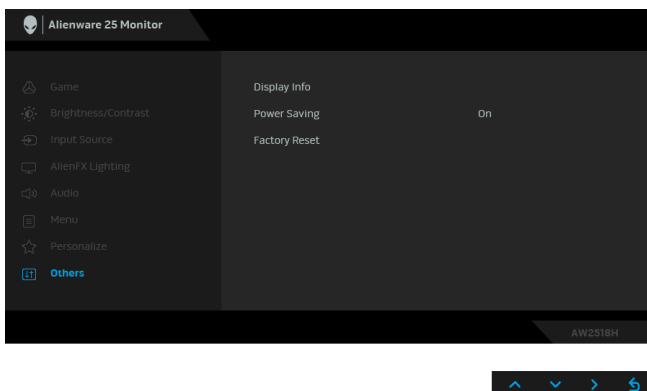 Alienware 25 Monitor
Game
Brightness/Contrast
Input Source
AlienFX Lighting
Audio
Menu
Personalize
Others
Display Info
Power Saving On
Factory Reset
AW2518H